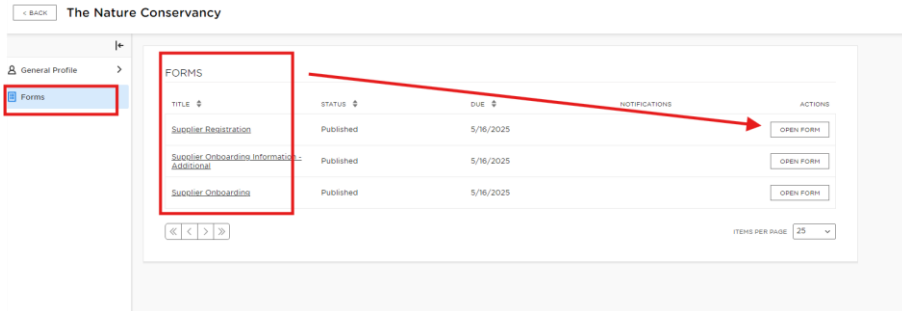 < BACK The Nature Conservancy
General Profile
Forms
FORMS
TITLE STATUS DUE NOTIFICATIONS ACTIONS
Supplier Registration Published 5/16/2025 OPEN FORM
Supplier Onboarding Information -
Additional Published 5/16/2025 OPEN FORM
Supplier Onboarding Published 5/16/2025 OPEN FORM
ITEMS PER PAGE 25